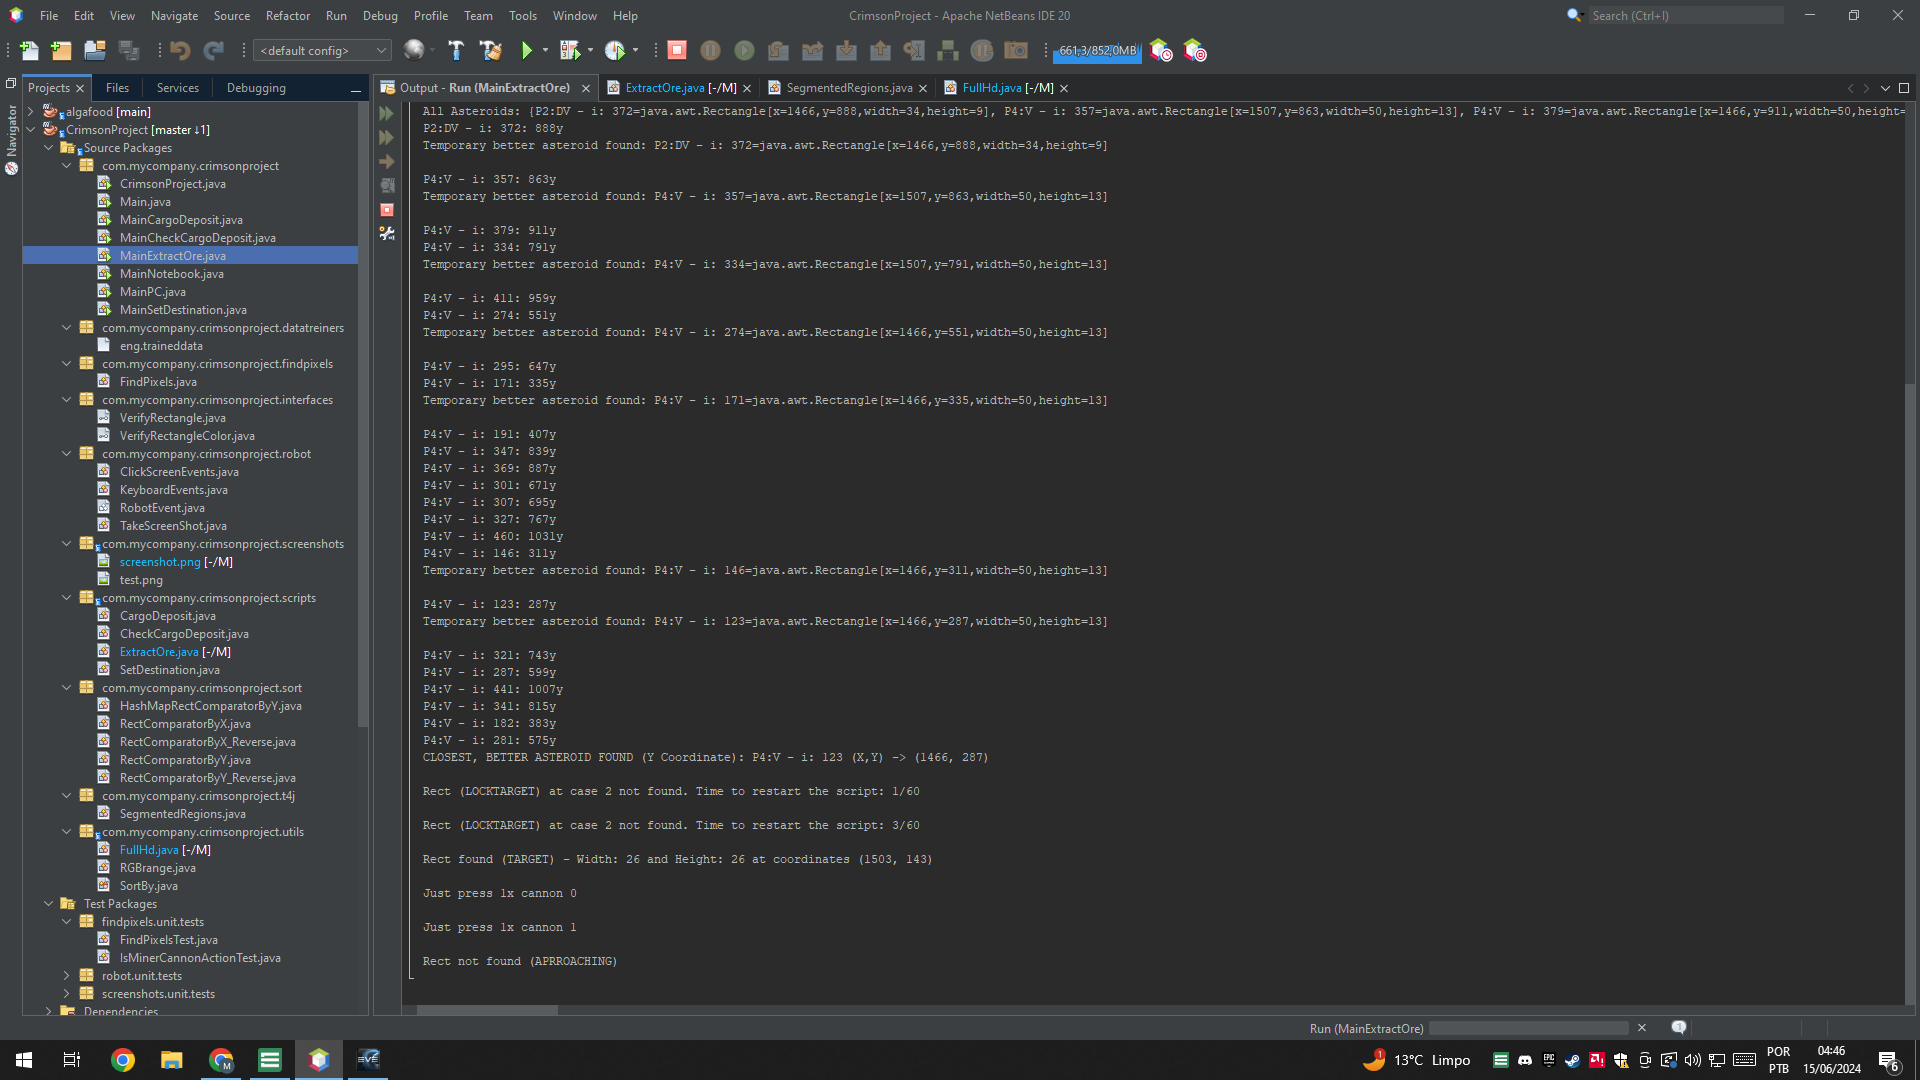 File Edit View Navigate Source Refactor Run Debug Profile Team Tools Window Help
CrimsonProject - Apache NetBeans IDE 20
Search (Ctrl+I)
<default config>
661,3/852,0MB
Projects Files Services Debugging
Output - Run (MainExtractOre) ExtractOre.java [-/M] SegmentedRegions.java FullHd.java [-/M]
Navigator
algafood [main]
CrimsonProject [master ↓1]
Source Packages
com.mycompany.crimsonproject
CrimsonProject.java
Main.java
MainCargoDeposit.java
MainCheckCargoDeposit.java
MainExtractOre.java
MainNotebook.java
MainPC.java
MainSetDestination.java
com.mycompany.crimsonproject.datatreiners
eng.traineddata
com.mycompany.crimsonproject.findpixels
FindPixels.java
com.mycompany.crimsonproject.interfaces
VerifyRectangle.java
VerifyRectangleColor.java
com.mycompany.crimsonproject.robot
ClickScreenEvents.java
KeyboardEvents.java
RobotEvent.java
TakeScreenShot.java
com.mycompany.crimsonproject.screenshots
screenshot.png [-/M]
test.png
com.mycompany.crimsonproject.scripts
CargoDeposit.java
CheckCargoDeposit.java
ExtractOre.java [-/M]
SetDestination.java
com.mycompany.crimsonproject.sort
HashMapRectComparatorByY.java
RectComparatorByX.java
RectComparatorByX_Reverse.java
RectComparatorByY.java
RectComparatorByY_Reverse.java
com.mycompany.crimsonproject.t4j
SegmentedRegions.java
com.mycompany.crimsonproject.utils
FullHd.java [-/M]
RGBrange.java
SortBy.java
Test Packages
findpixels.unit.tests
FindPixelsTest.java
IsMinerCannonActionTest.java
robot.unit.tests
screenshots.unit.tests
Dependencies
All Asteroids: {P2:DV - i: 372=java.awt.Rectangle[x=1466,y=888,width=34,height=9], P4:V - i: 357=java.awt.Rectangle[x=1507,y=863,width=50,height=13], P4:V - i: 379=java.awt.Rectangle[x=1466,y=911,width=50,height=
P2:DV - i: 372: 888y
Temporary better asteroid found: P2:DV - i: 372=java.awt.Rectangle[x=1466,y=888,width=34,height=9]
P4:V - i: 357: 863y
Temporary better asteroid found: P4:V - i: 357=java.awt.Rectangle[x=1507,y=863,width=50,height=13]
P4:V - i: 379: 911y
P4:V - i: 334: 791y
Temporary better asteroid found: P4:V - i: 334=java.awt.Rectangle[x=1507,y=791,width=50,height=13]
P4:V - i: 411: 959y
P4:V - i: 274: 551y
Temporary better asteroid found: P4:V - i: 274=java.awt.Rectangle[x=1466,y=551,width=50,height=13]
P4:V - i: 295: 647y
P4:V - i: 171: 335y
Temporary better asteroid found: P4:V - i: 171=java.awt.Rectangle[x=1466,y=335,width=50,height=13]
P4:V - i: 191: 407y
P4:V - i: 347: 839y
P4:V - i: 369: 887y
P4:V - i: 301: 671y
P4:V - i: 307: 695y
P4:V - i: 327: 767y
P4:V - i: 460: 1031y
P4:V - i: 146: 311y
Temporary better asteroid found: P4:V - i: 146=java.awt.Rectangle[x=1466,y=311,width=50,height=13]
P4:V - i: 123: 287y
Temporary better asteroid found: P4:V - i: 123=java.awt.Rectangle[x=1466,y=287,width=50,height=13]
P4:V - i: 321: 743y
P4:V - i: 287: 599y
P4:V - i: 441: 1007y
P4:V - i: 341: 815y
P4:V - i: 182: 383y
P4:V - i: 281: 575y
CLOSEST, BETTER ASTEROID FOUND (Y Coordinate): P4:V - i: 123 (X,Y) -> (1466, 287)
Rect (LOCKTARGET) at case 2 not found. Time to restart the script: 1/60
Rect (LOCKTARGET) at case 2 not found. Time to restart the script: 3/60
Rect found (TARGET) - Width: 26 and Height: 26 at coordinates (1503, 143)
Just press 1x cannon 0
Just press 1x cannon 1
Rect not found (APRROACHING)
Run (MainExtractOre)
1
13°C Limpo
POR
PTB
04:46
15/06/2024
6